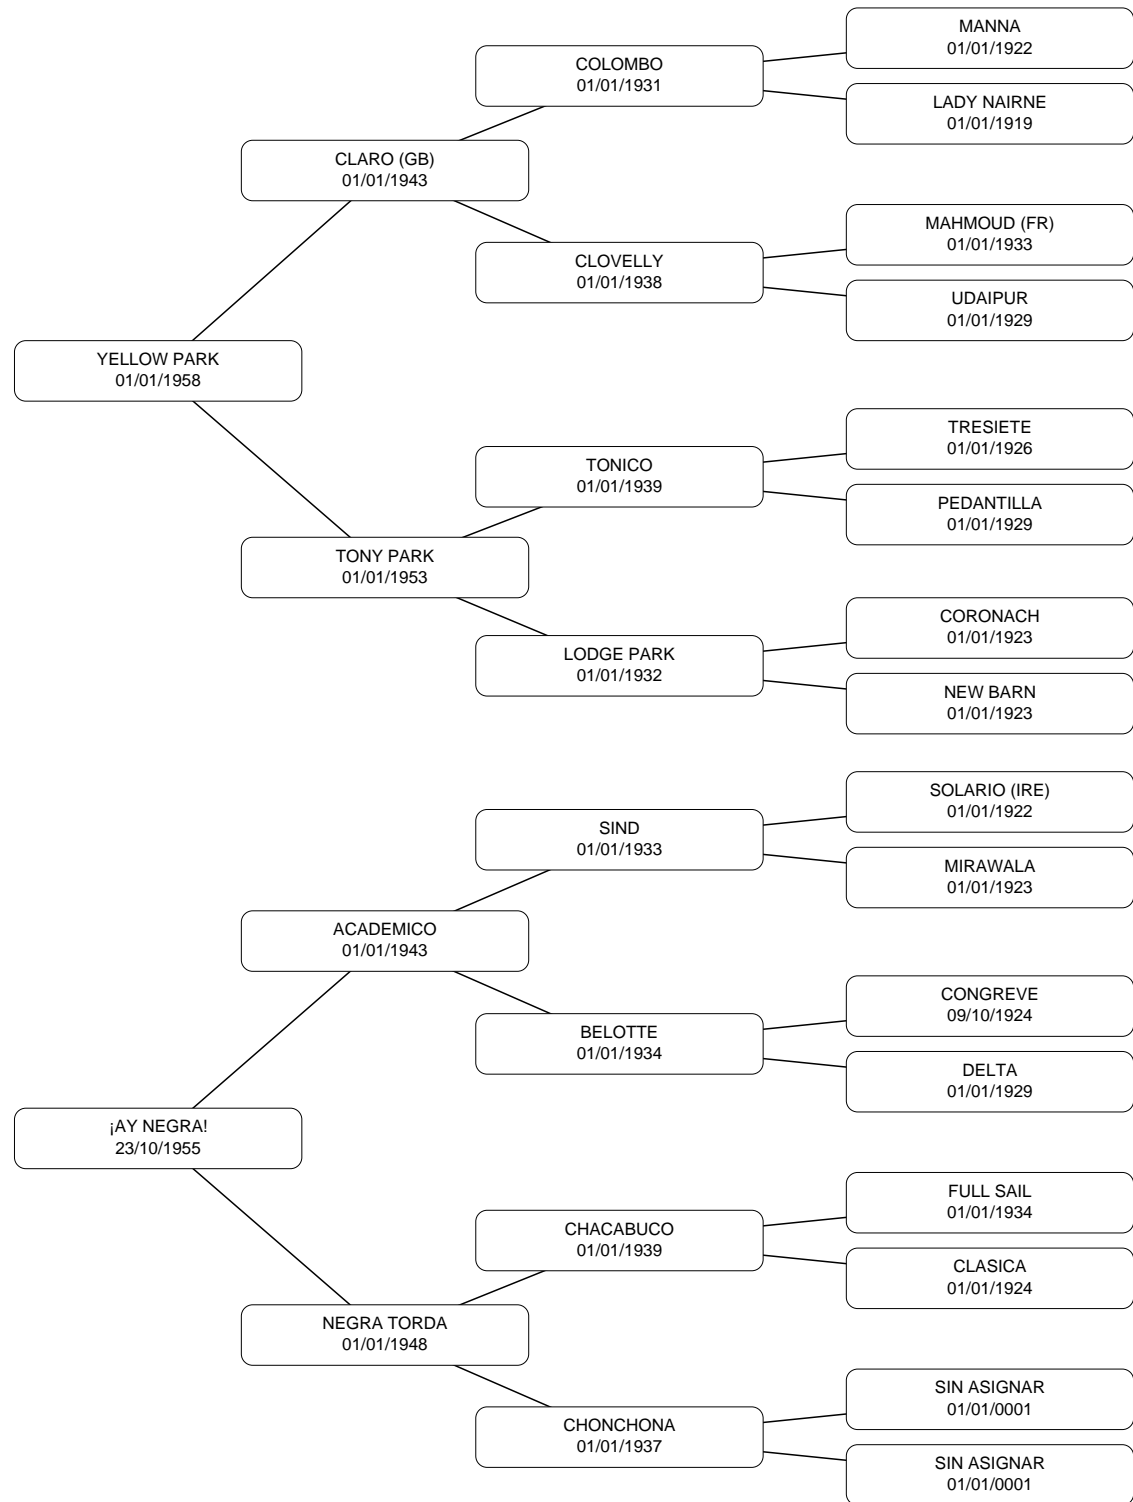 MANNA
01/01/1922
COLOMBO
01/01/1931
LADY NAIRNE
01/01/1919
CLARO (GB)
01/01/1943
MAHMOUD (FR)
01/01/1933
CLOVELLY
01/01/1938
UDAIPUR
01/01/1929
YELLOW PARK
01/01/1958
TRESIETE
01/01/1926
TONICO
01/01/1939
PEDANTILLA
01/01/1929
TONY PARK
01/01/1953
CORONACH
01/01/1923
LODGE PARK
01/01/1932
NEW BARN
01/01/1923
SOLARIO (IRE)
01/01/1922
SIND
01/01/1933
MIRAWALA
01/01/1923
ACADEMICO
01/01/1943
CONGREVE
09/10/1924
BELOTTE
01/01/1934
DELTA
01/01/1929
¡AY NEGRA!
23/10/1955
FULL SAIL
01/01/1934
CHACABUCO
01/01/1939
CLASICA
01/01/1924
NEGRA TORDA
01/01/1948
SIN ASIGNAR
01/01/0001
CHONCHONA
01/01/1937
SIN ASIGNAR
01/01/0001